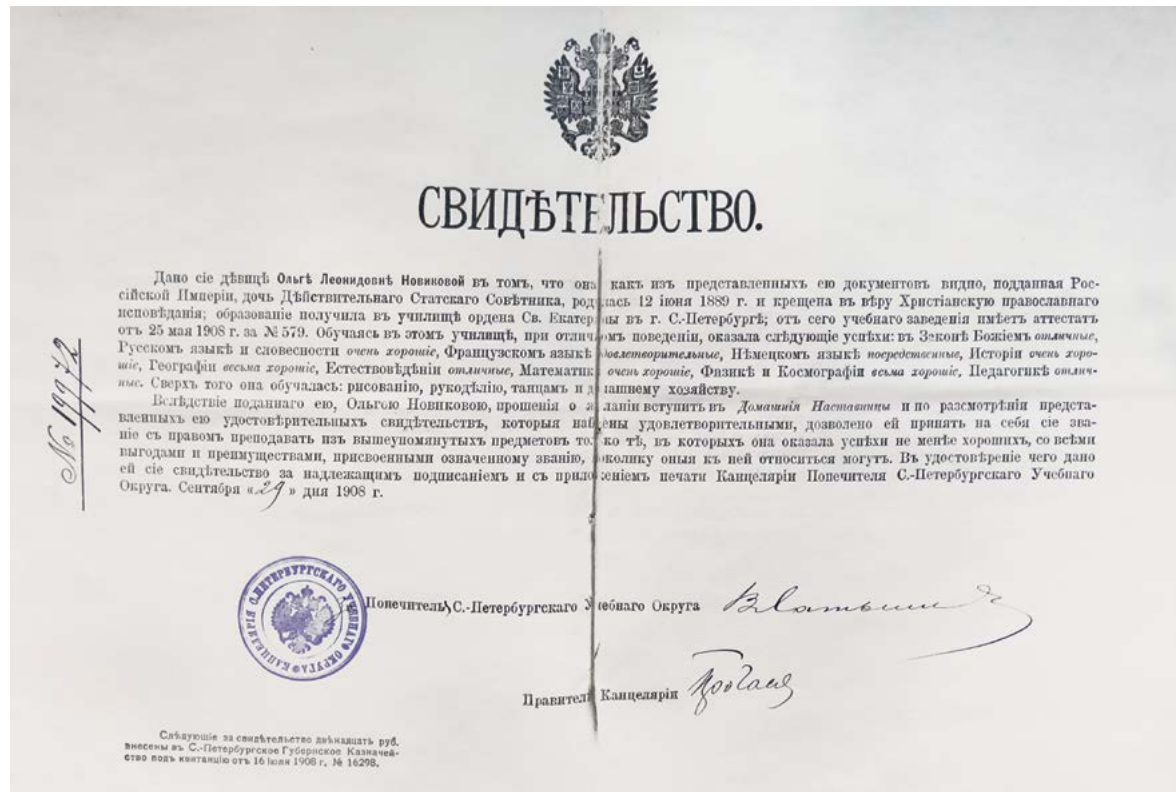 СВИДѢТЕЛЬСТВО.
Дано сіе дѣвицѣ Ольгѣ Леонидовнѣ Новиковой въ томъ, что она какъ изъ представленныхъ ею документовъ видно, подданная Рос-
сійской Имперіи, дочь Дѣйствительнаго Статскаго Совѣтника, родилась 12 іюня 1889 г. и крещена въ вѣру Христіанскую православнаго
исповѣданія; образованіе получила въ училищѣ ордена Св. Екатерины въ г. С.-Петербургѣ; отъ сего учебнаго заведенія имѣетъ аттестатъ
отъ 25 мая 1908 г. за № 579. Обучаясь въ этомъ училищѣ, при отличномъ поведеніи, оказала слѣдующіе успѣхи: въ Законѣ Божіемъ отличные,
Русскомъ языкѣ и словесности очень хорошіе, Французскомъ языкѣ удовлетворительные, Нѣмецкомъ языкѣ посредственные, Исторіи очень хоро-
шіе, Географіи весьма хорошіе, Естествовѣдѣніи отличные, Математикѣ очень хорошіе, Физикѣ и Космографіи весьма хорошіе, Педагогикѣ отлич-
ные. Сверхъ того она обучалась: рисованію, рукодѣлію, танцамъ и домашнему хозяйству.
Вслѣдствіе поданнаго ею, Ольгою Новиковою, прошенія о желаніи вступить въ Домашнія Наставницы и по разсмотрѣніи предста-
вленныхъ ею удостовѣрительныхъ свидѣтельствъ, которыя найдены удовлетворительными, дозволено ей принять на себя сіе зва-
ніе съ правомъ преподавать изъ вышеупомянутыхъ предметовъ только тѣ, въ которыхъ она оказала успѣхи не менѣе хорошихъ, со всѣми
выгодами и преимуществами, присвоенными означенному званію, поколику оныя къ ней относиться могутъ. Въ удостовѣреніе чего дано
ей сіе свидѣтельство за надлежащимъ подписаніемъ и съ приложеніемъ печати Канцеляріи Попечителя С.-Петербургскаго Учебнаго
Округа. Сентября «29» дня 1908 г.
№ 19972
КАНЦЕЛЯРІЯ С. ПЕТЕРБУРГСКАГО УЧЕБНАГО ОКРУГА
Попечитель С.-Петербургскаго Учебнаго Округа
Правитель Канцеляріи
Слѣдующіе за свидѣтельство двѣнадцать руб.
внесены въ С.-Петербургское Губернское Казначей-
ство подъ квитанцію отъ 16 Іюля 1908 г. № 16298.